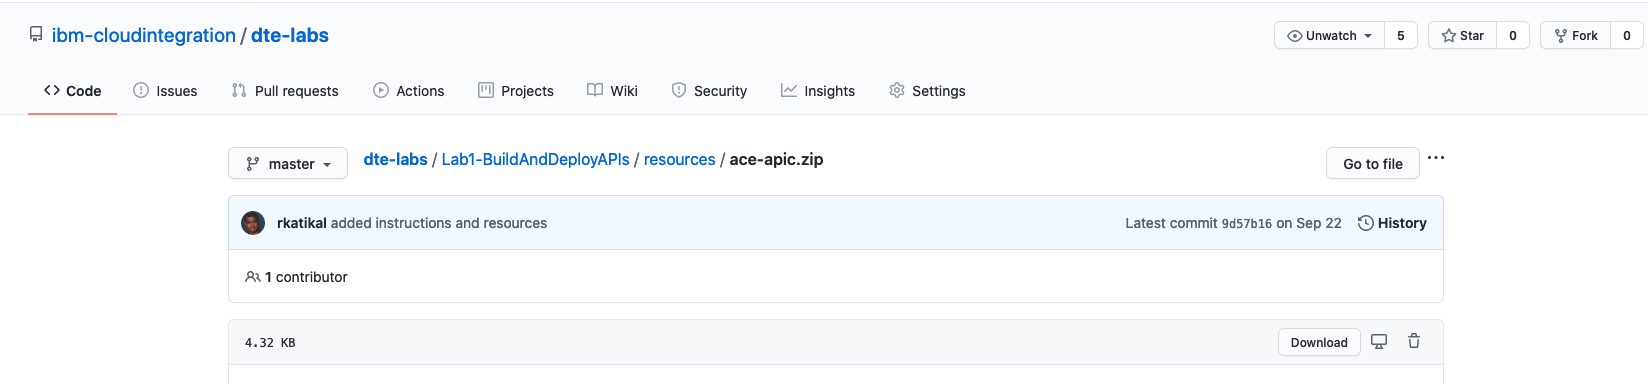 ibm-cloudintegration / dte-labs Unwatch 5 Star 0 Fork 0
Code Issues Pull requests Actions Projects Wiki Security Insights Settings
master dte-labs / Lab1-BuildAndDeployAPIs / resources / ace-apic.zip Go to file ...
rkatikal added instructions and resources Latest commit 9d57b16 on Sep 22 History
1 contributor
4.32 KB Download